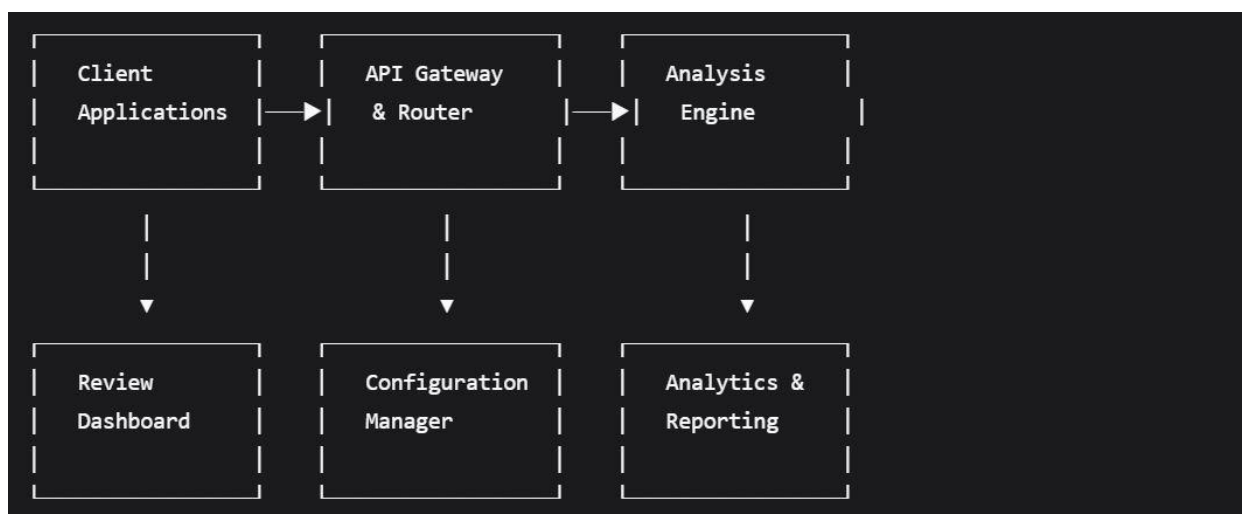 Client API Gateway Analysis
Applications & Router Engine
Review Configuration Analytics &
Dashboard Manager Reporting